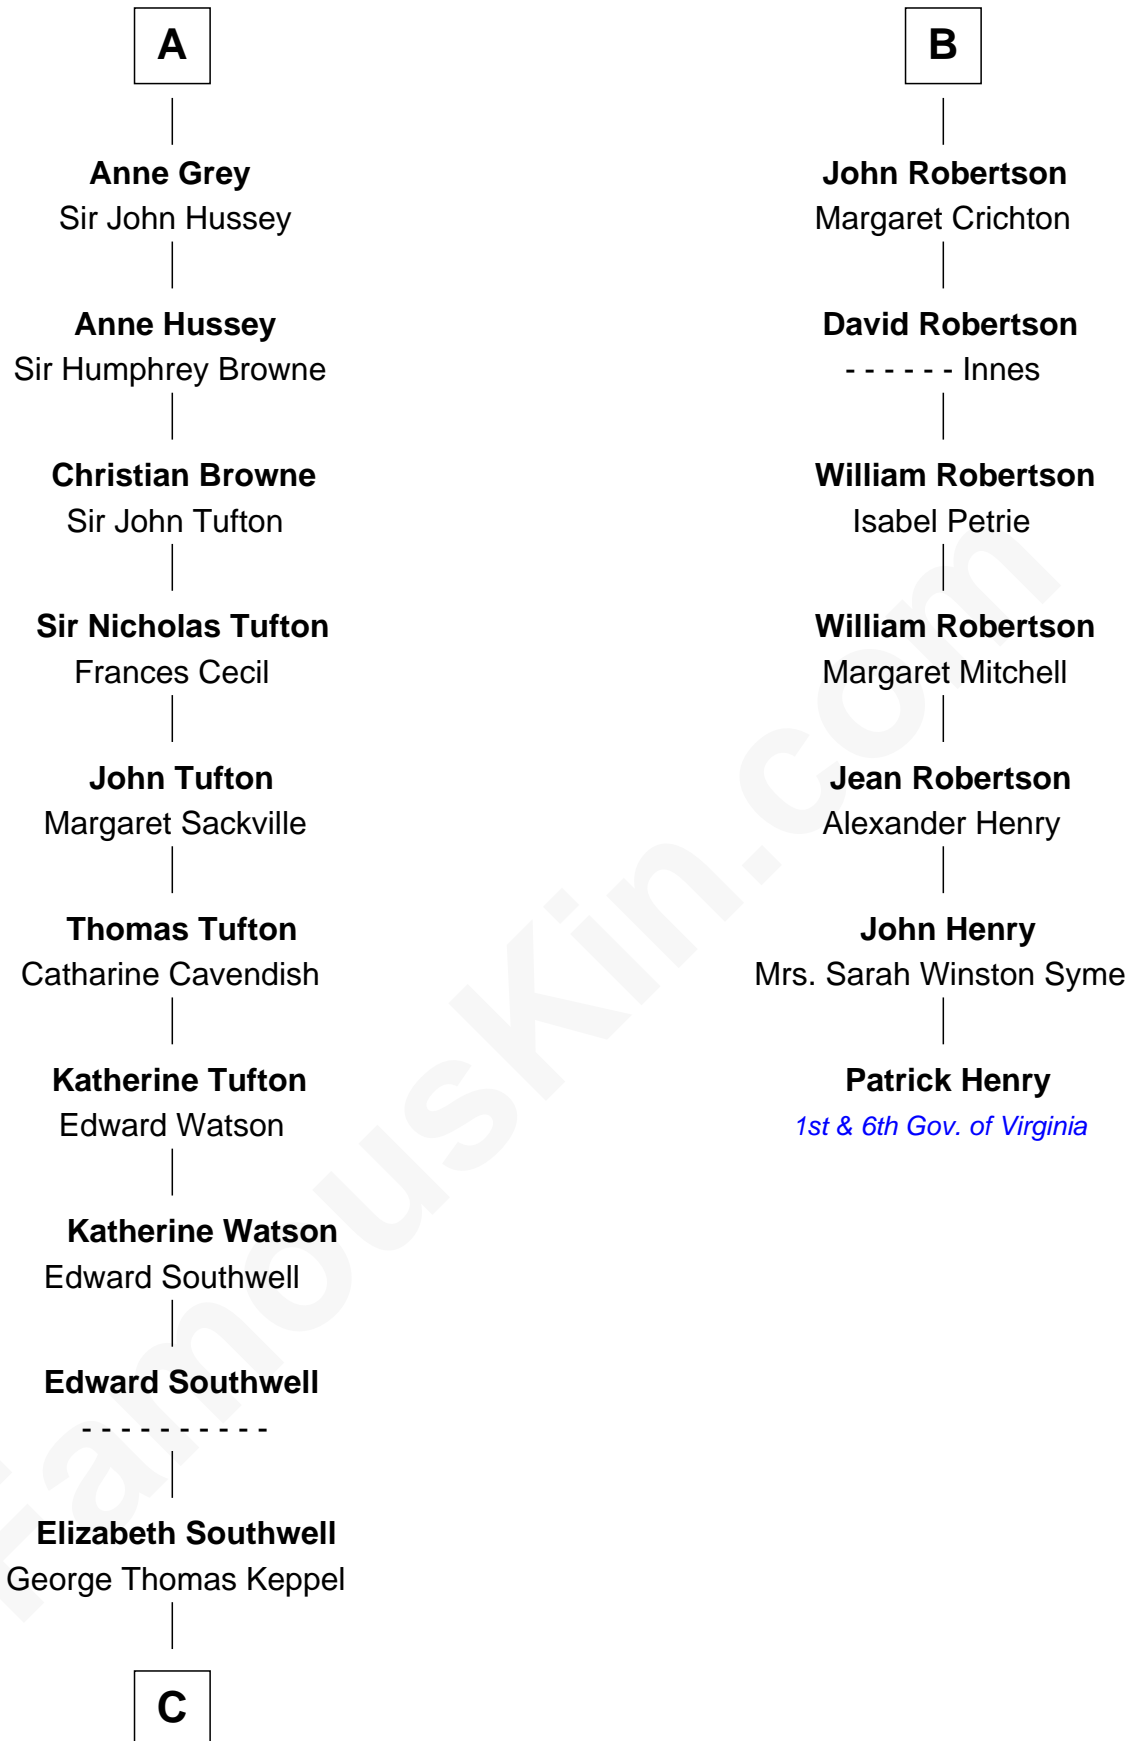 A
Anne Grey
Sir John Hussey
Anne Hussey
Sir Humphrey Browne
Christian Browne
Sir John Tufton
Sir Nicholas Tufton
Frances Cecil
John Tufton
Margaret Sackville
Thomas Tufton
Catharine Cavendish
Katherine Tufton
Edward Watson
Katherine Watson
Edward Southwell
Edward Southwell
- - - - - - - - - -
Elizabeth Southwell
George Thomas Keppel
C
B
John Robertson
Margaret Crichton
David Robertson
- - - - - - Innes
William Robertson
Isabel Petrie
William Robertson
Margaret Mitchell
Jean Robertson
Alexander Henry
John Henry
Mrs. Sarah Winston Syme
Patrick Henry
1st & 6th Gov. of Virginia
FamousKin.com